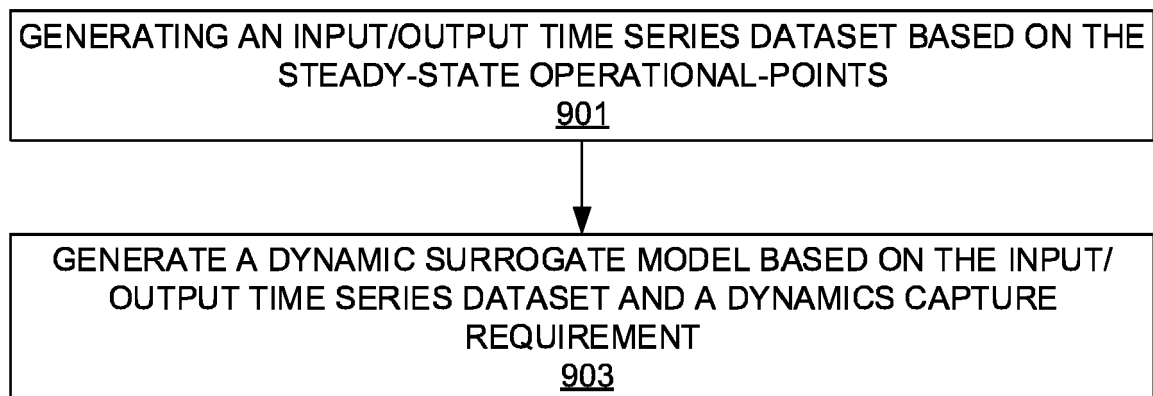 GENERATING AN INPUT/OUTPUT TIME SERIES DATASET BASED ON THE
STEADY-STATE OPERATIONAL-POINTS
901
GENERATE A DYNAMIC SURROGATE MODEL BASED ON THE INPUT/
OUTPUT TIME SERIES DATASET AND A DYNAMICS CAPTURE
REQUIREMENT
903